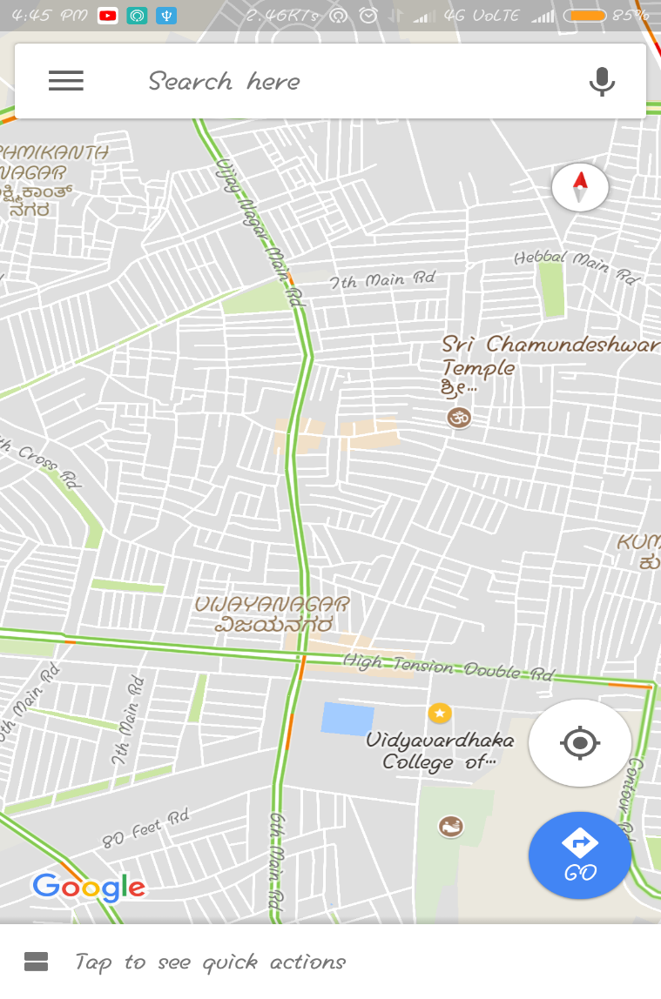 4:45 PM 2.46K/s 4G VoLTE 85%
Search here
HMIKANTH
NAGAR
ಕ್ಷ್ಮಿಕಾಂತ್
ನಗರ
Vijay Nagar Main Rd
7th Main Rd
Hebbal Main Rd
Sri Chamundeshwar
Temple
ಶ್ರೀ...
th Cross Rd
KUM
ಕು
VIJAYANAGAR
ವಿಜಯನಗರ
High Tension Double Rd
0th Main Rd
7th Main Rd
Vidyavardhaka
College of...
Contour Rd
80 Feet Rd
6th Main Rd
GO
Google
Tap to see quick actions